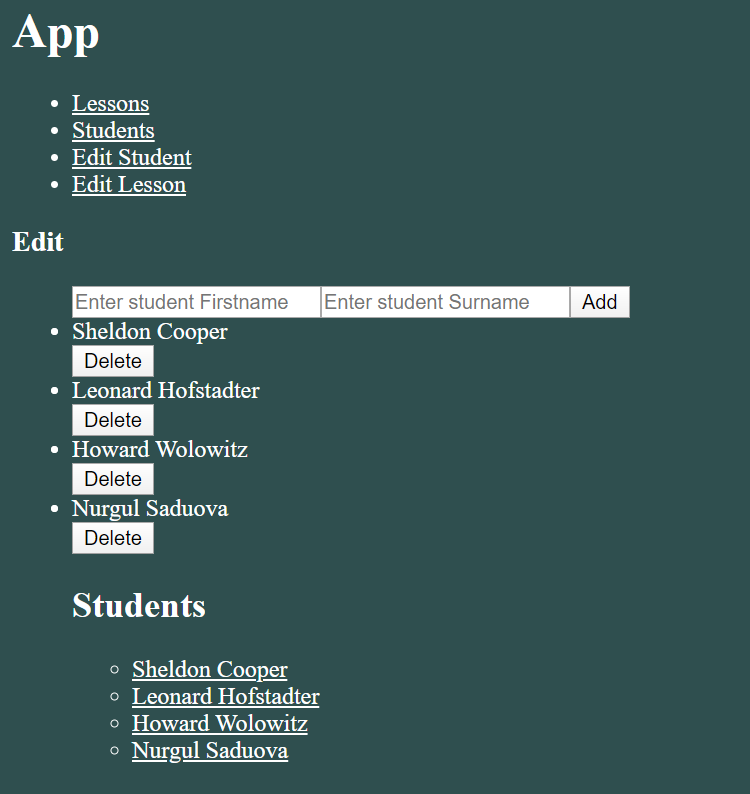 App
Lessons
Students
Edit Student
Edit Lesson
Edit
Enter student Firstname Enter student Surname Add
Sheldon Cooper
Delete
Leonard Hofstadter
Delete
Howard Wolowitz
Delete
Nurgul Saduova
Delete
Students
Sheldon Cooper
Leonard Hofstadter
Howard Wolowitz
Nurgul Saduova